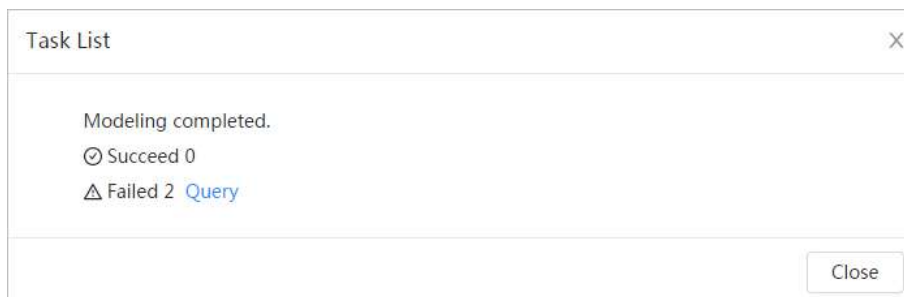 Task List
Modeling completed.
Succeed 0
Failed 2 Query
Close